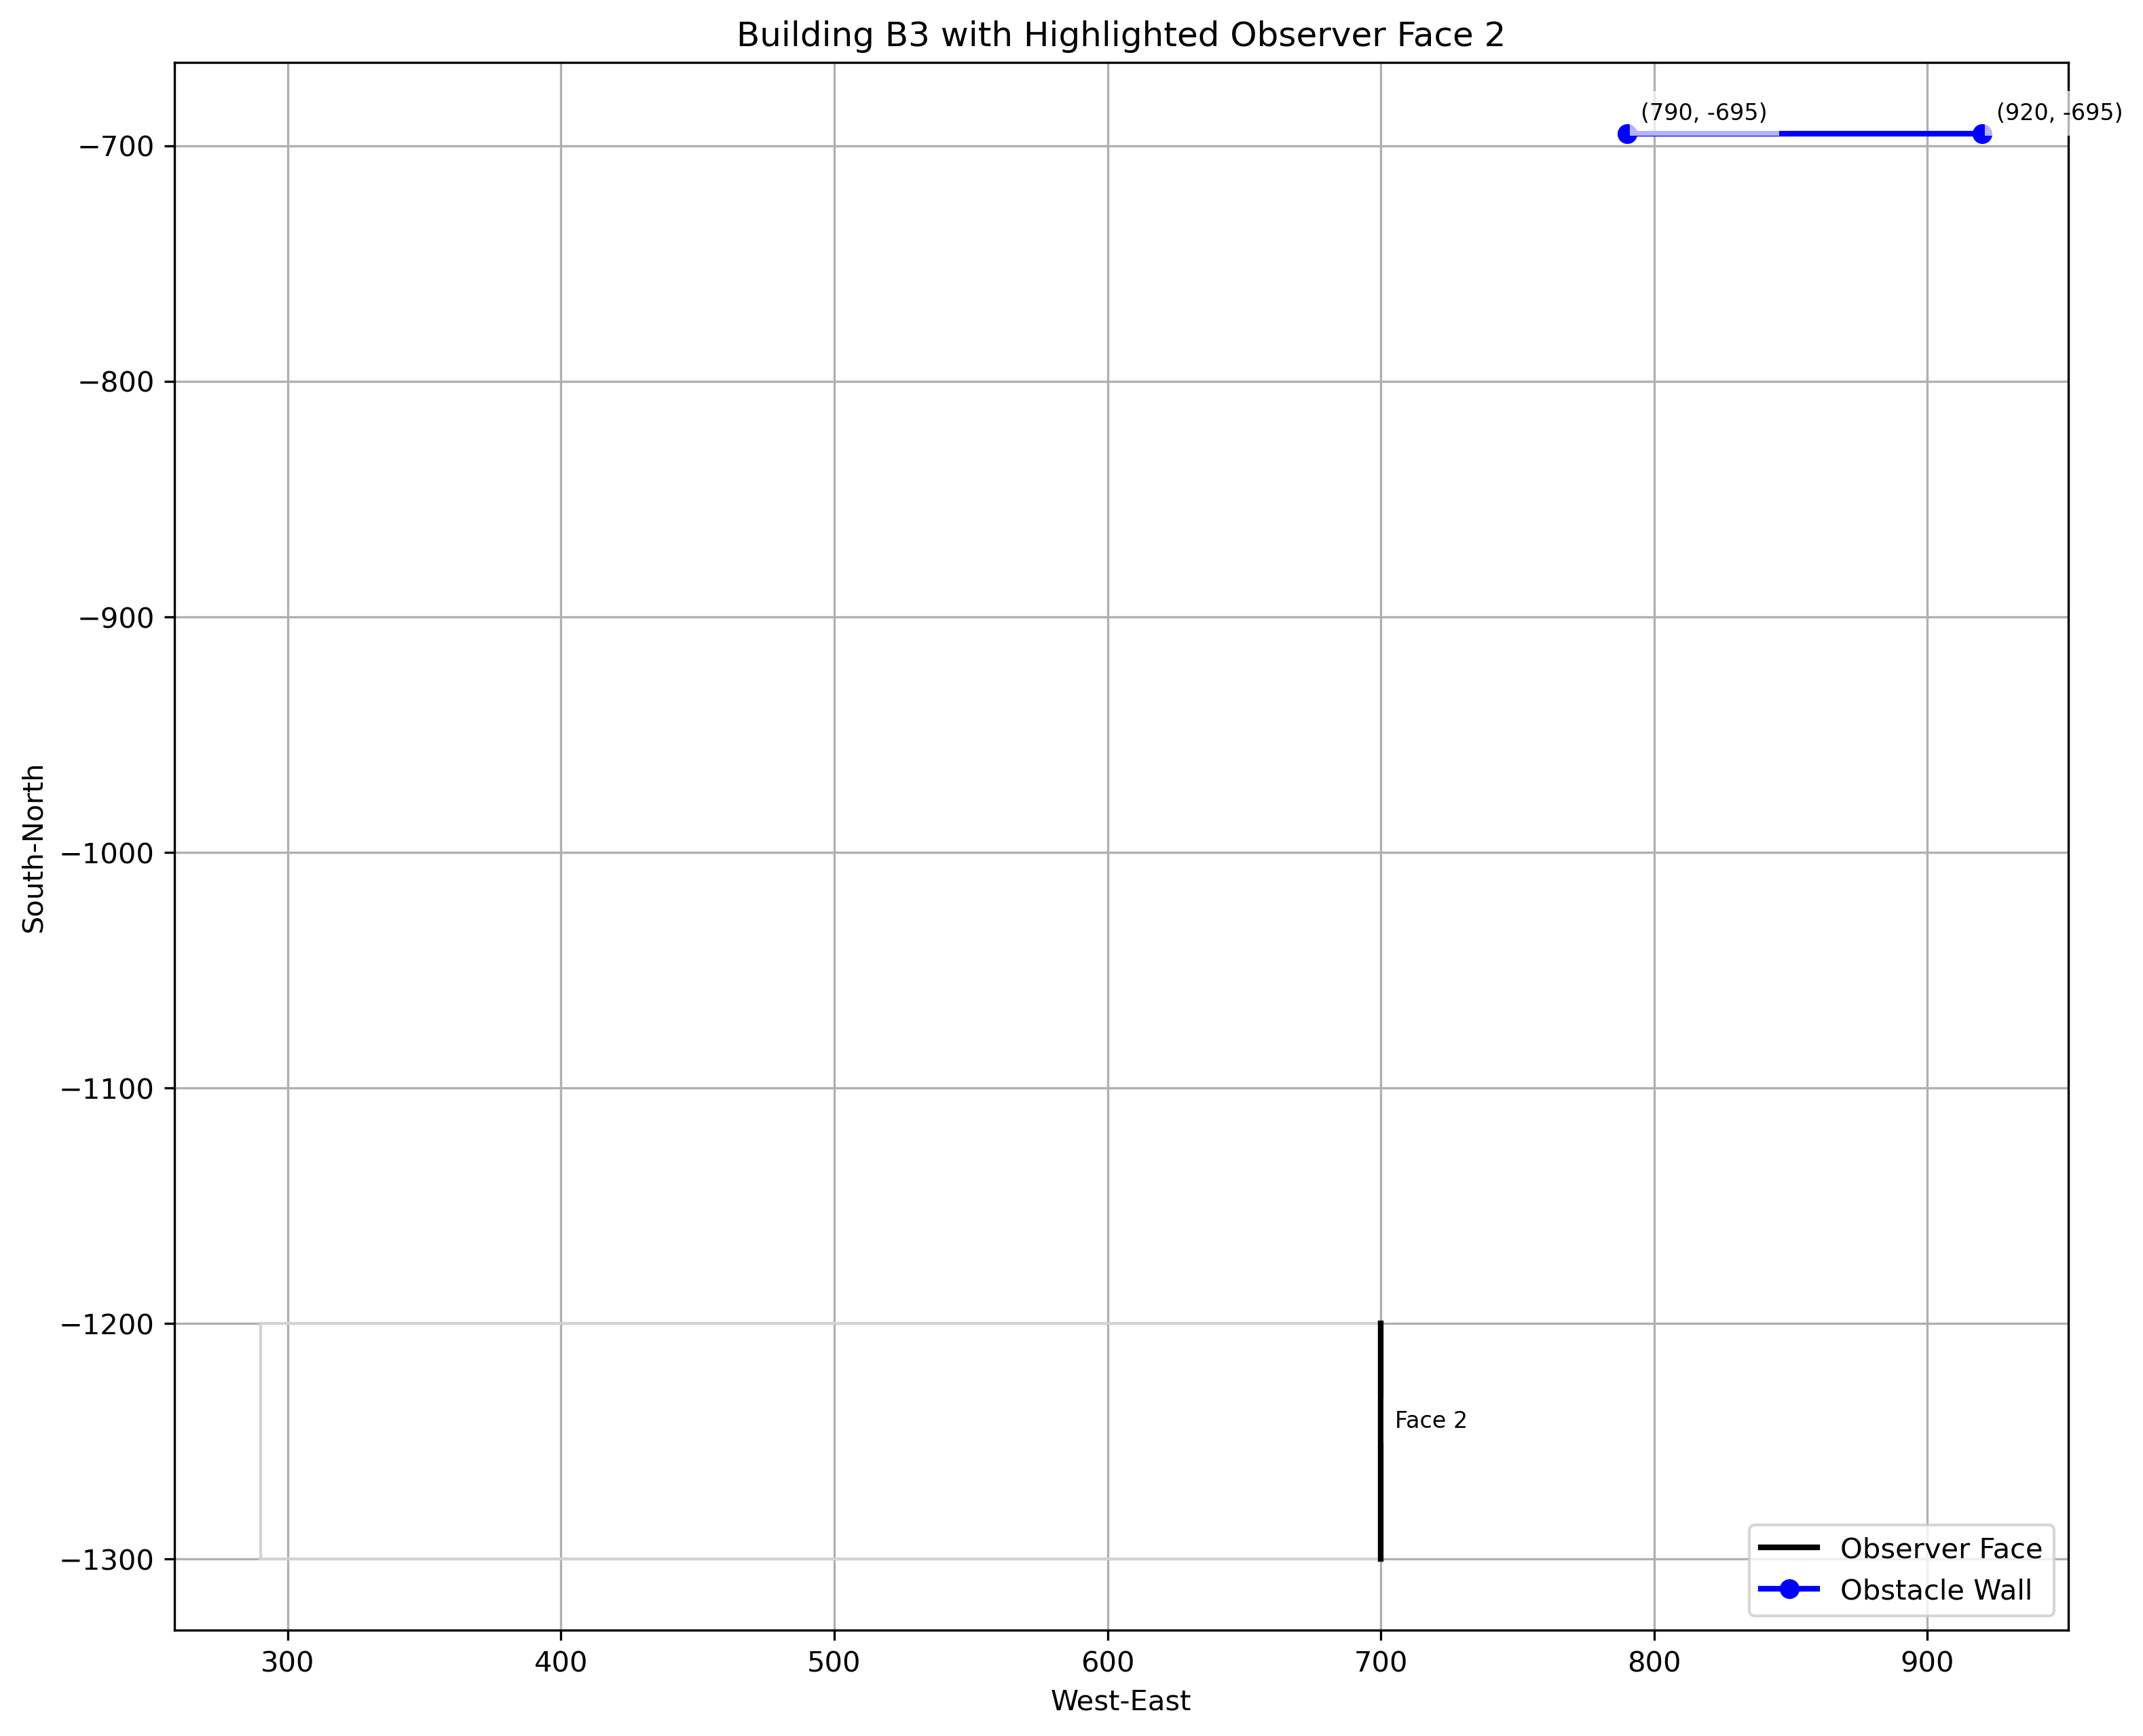 Building B3 with Highlighted Observer Face 2
(790, -695)
(920, -695)
−700
−800
−900
−1000
−1100
−1200
−1300
South-North
Face 2
Observer Face
Obstacle Wall
300
400
500
600
700
800
900
West-East